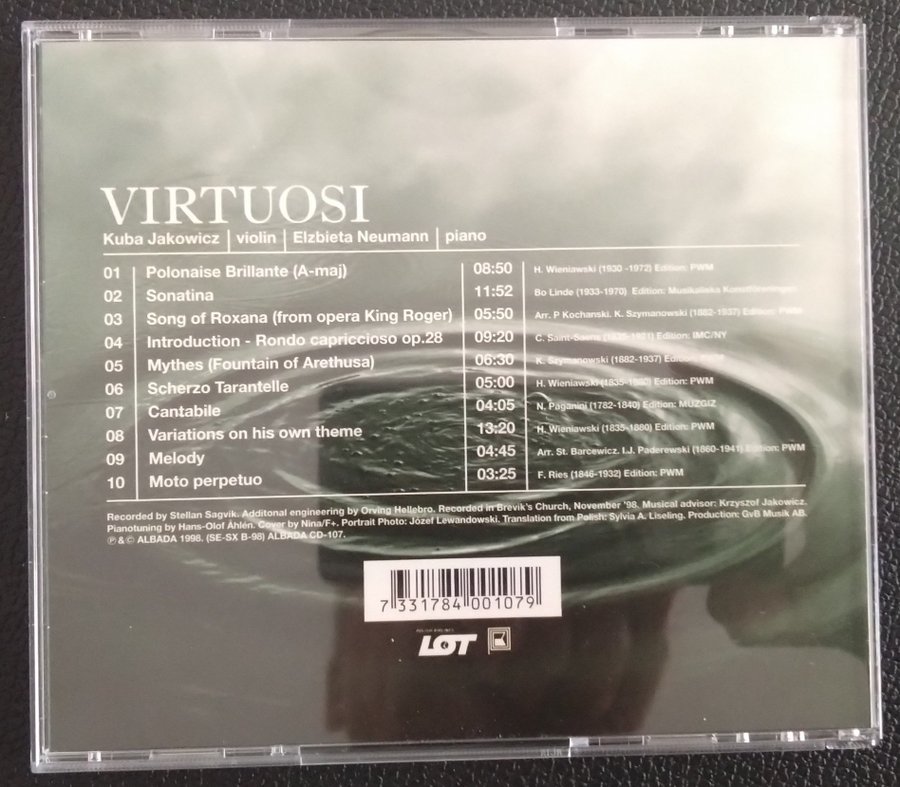 VIRTUOSI
Kuba Jakowicz | violin | Elzbieta Neumann | piano
01 Polonaise Brillante (A-maj) 08:50 H. Wieniawski (1930 -1972) Edition: PWM
02 Sonatina 11:52 Bo Linde (1933-1970) Edition: Musikaliska Konstföreningen
03 Song of Roxana (from opera King Roger) 05:50 Arr. P Kochanski. K. Szymanowski (1882-1937) Edition: PWM
04 Introduction - Rondo capriccioso op.28 09:20 C. Saint-Saens (1835-1921) Edition: IMC/NY
05 Mythes (Fountain of Arethusa) 06:30 K. Szymanowski (1882-1937) Edition: PWM
06 Scherzo Tarantelle 05:00 H. Wieniawski (1835-1880) Edition: PWM
07 Cantabile 04:05 N. Paganini (1782-1840) Edition: MUZGIZ
08 Variations on his own theme 13:20 H. Wieniawski (1835-1880) Edition: PWM
09 Melody 04:45 Arr. St. Barcewicz. I.J. Paderewski (1860-1941) Edition: PWM
10 Moto perpetuo 03:25 F. Ries (1846-1932) Edition: PWM
Recorded by Stellan Sagvik. Additonal engineering by Orving Hellebro. Recorded in Brevik's Church, November '98. Musical advisor: Krzyszof Jakowicz.
Pianotuning by Hans-Olof Åhlén. Cover by Nina/F+. Portrait Photo: Józef Lewandowski. Translation from Polish: Sylvia A. Liseling. Production: GvB Musik AB.
℗ & © ALBADA 1998. (SE-SX B-98) ALBADA CD-107.
7 331784 001079
LOT